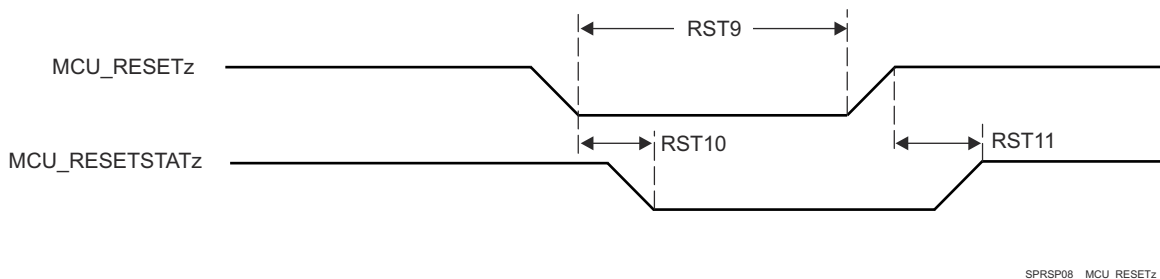 RST9
MCU_RESETz
RST10
RST11
MCU_RESETSTATz
SPRSP08_MCU_RESETz